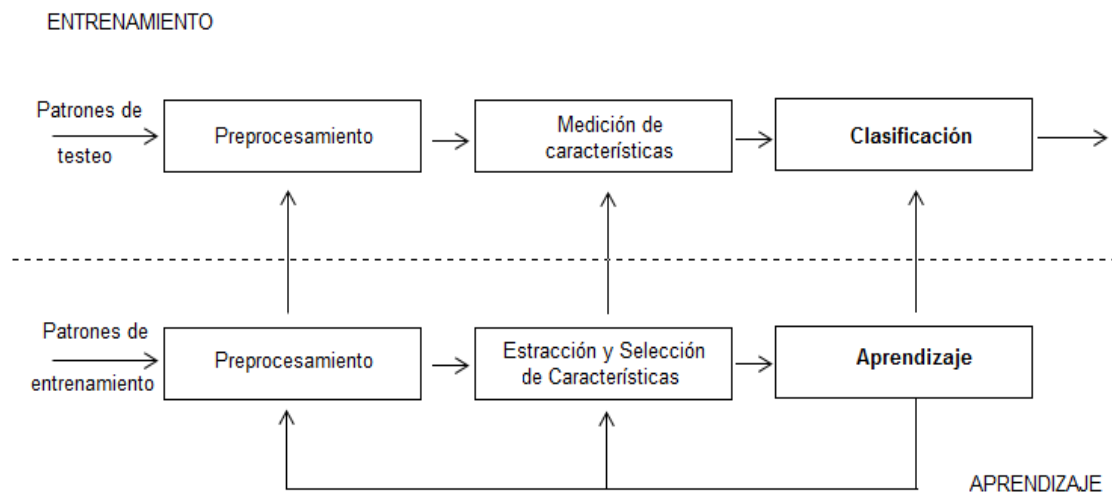 ENTRENAMIENTO
Patrones de
testeo
Preprocesamiento
Medición de
características
Clasificación
Patrones de
entrenamiento
Preprocesamiento
Estracción y Selección
de Características
Aprendizaje
APRENDIZAJE